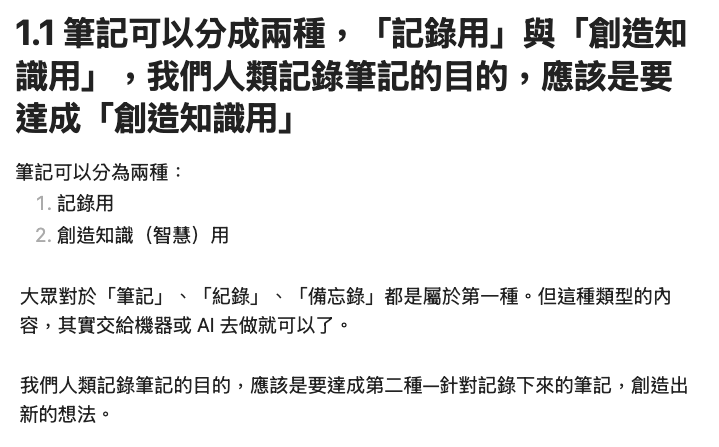 1.1 筆記可以分成兩種，「記錄用」與「創造知
識用」，我們人類記錄筆記的目的，應該是要
達成「創造知識用」
筆記可以分為兩種：
1. 記錄用
2. 創造知識（智慧）用
大眾對於「筆記」、「紀錄」、「備忘錄」都是屬於第一種。但這種類型的內
容，其實交給機器或 AI 去做就可以了。
我們人類記錄筆記的目的，應該是要達成第二種—針對記錄下來的筆記，創造出
新的想法。